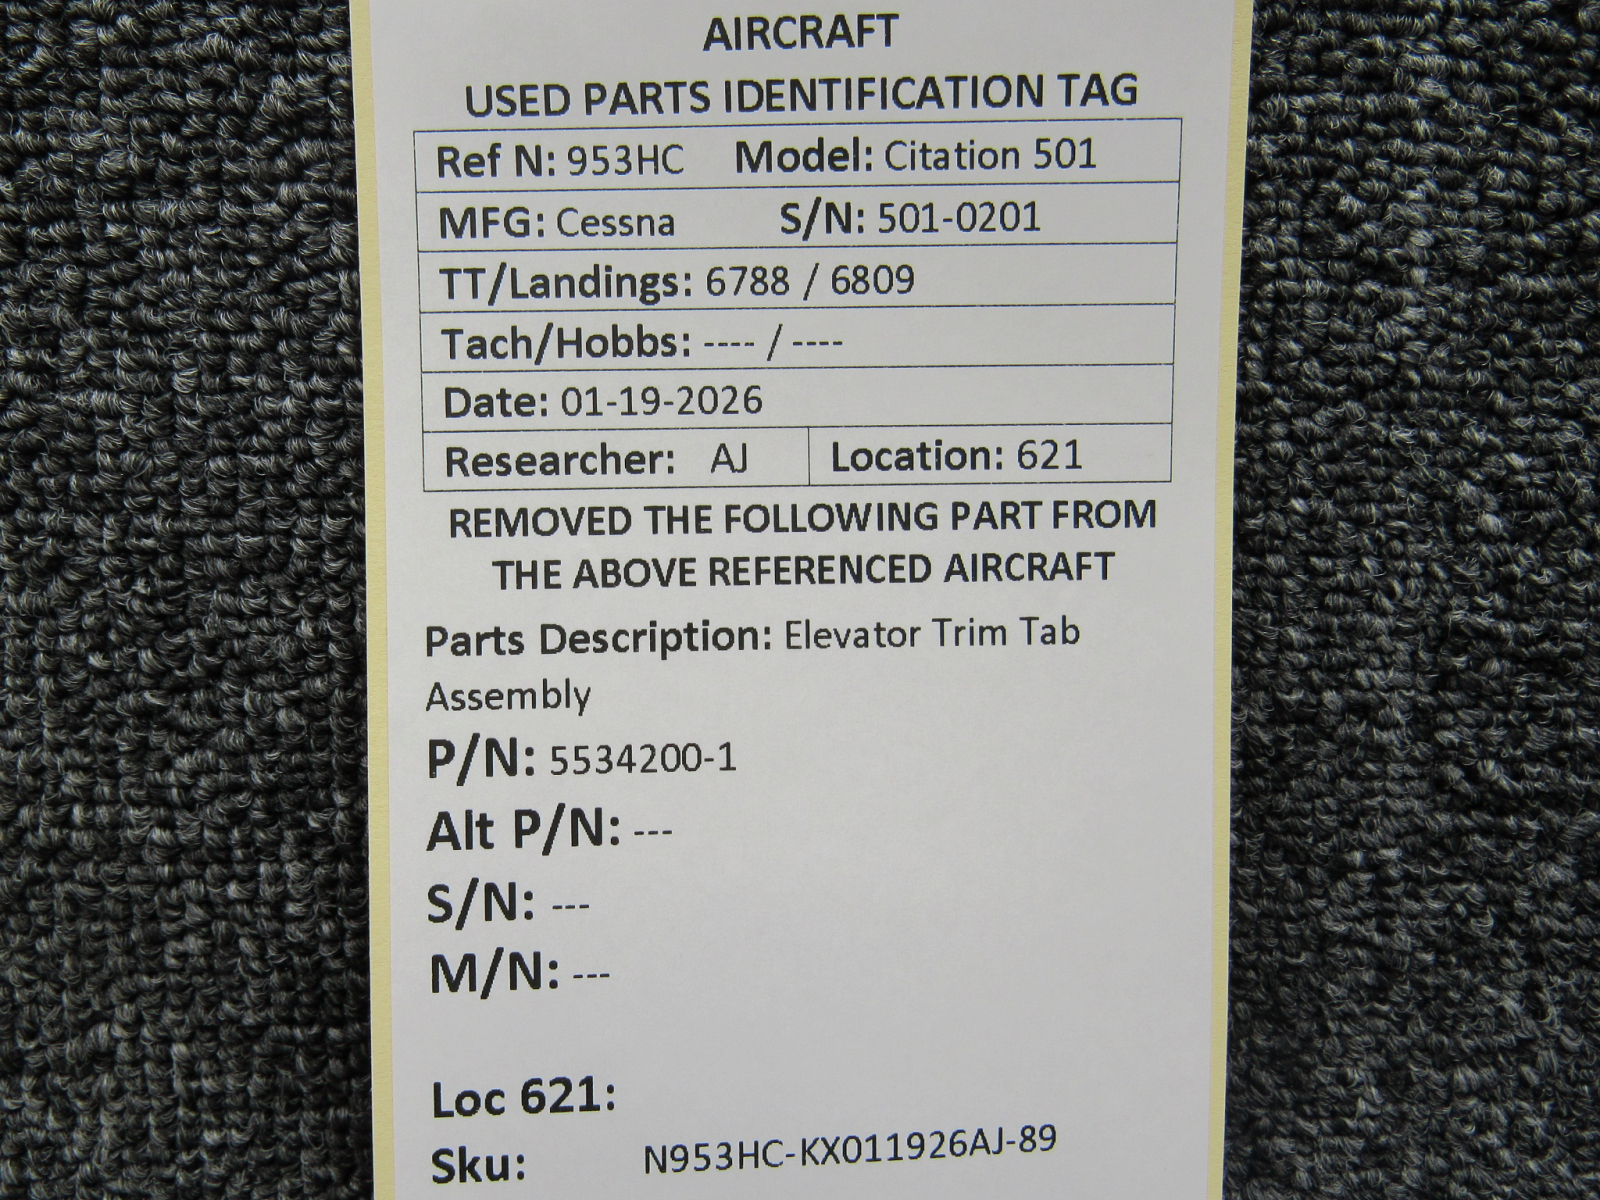 AIRCRAFT
USED PARTS IDENTIFICATION TAG
Ref N: 953HC Model: Citation 501
MFG: Cessna S/N: 501-0201
TT/Landings: 6788 / 6809
Tach/Hobbs: ---- / ----
Date: 01-19-2026
Researcher: AJ Location: 621
REMOVED THE FOLLOWING PART FROM
THE ABOVE REFERENCED AIRCRAFT
Parts Description: Elevator Trim Tab
Assembly
P/N: 5534200-1
Alt P/N: ---
S/N: ---
M/N: ---
Loc 621:
Sku: N953HC-KX011926AJ-89